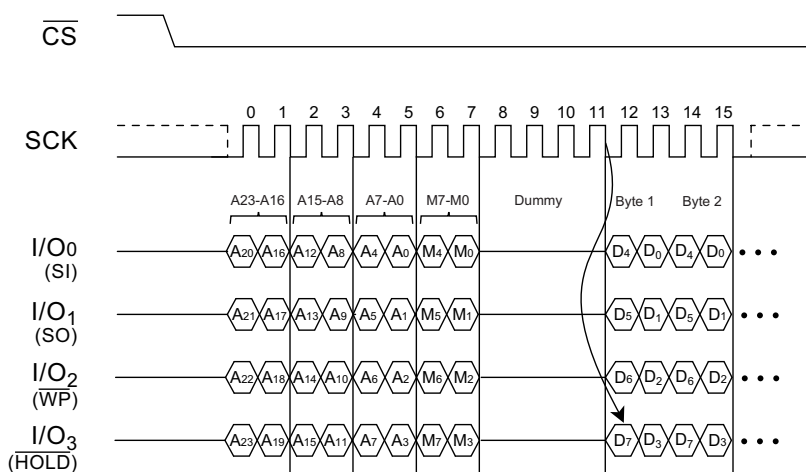 CS
0 1 2 3 4 5 6 7 8 9 10 11 12 13 14 15
SCK
A23-A16 A15-A8 A7-A0 M7-M0 Dummy Byte 1 Byte 2
I/O0 A20 A16 A12 A8 A4 A0 M4 M0 D4 D0 D4 D0 •••
(SI)
I/O1 A21 A17 A13 A9 A5 A1 M5 M1 D5 D1 D5 D1 •••
(SO)
I/O2 A22 A18 A14 A10 A6 A2 M6 M2 D6 D2 D6 D2 •••
(WP)
I/O3 A23 A19 A15 A11 A7 A3 M7 M3 D7 D3 D7 D3 •••
(HOLD)